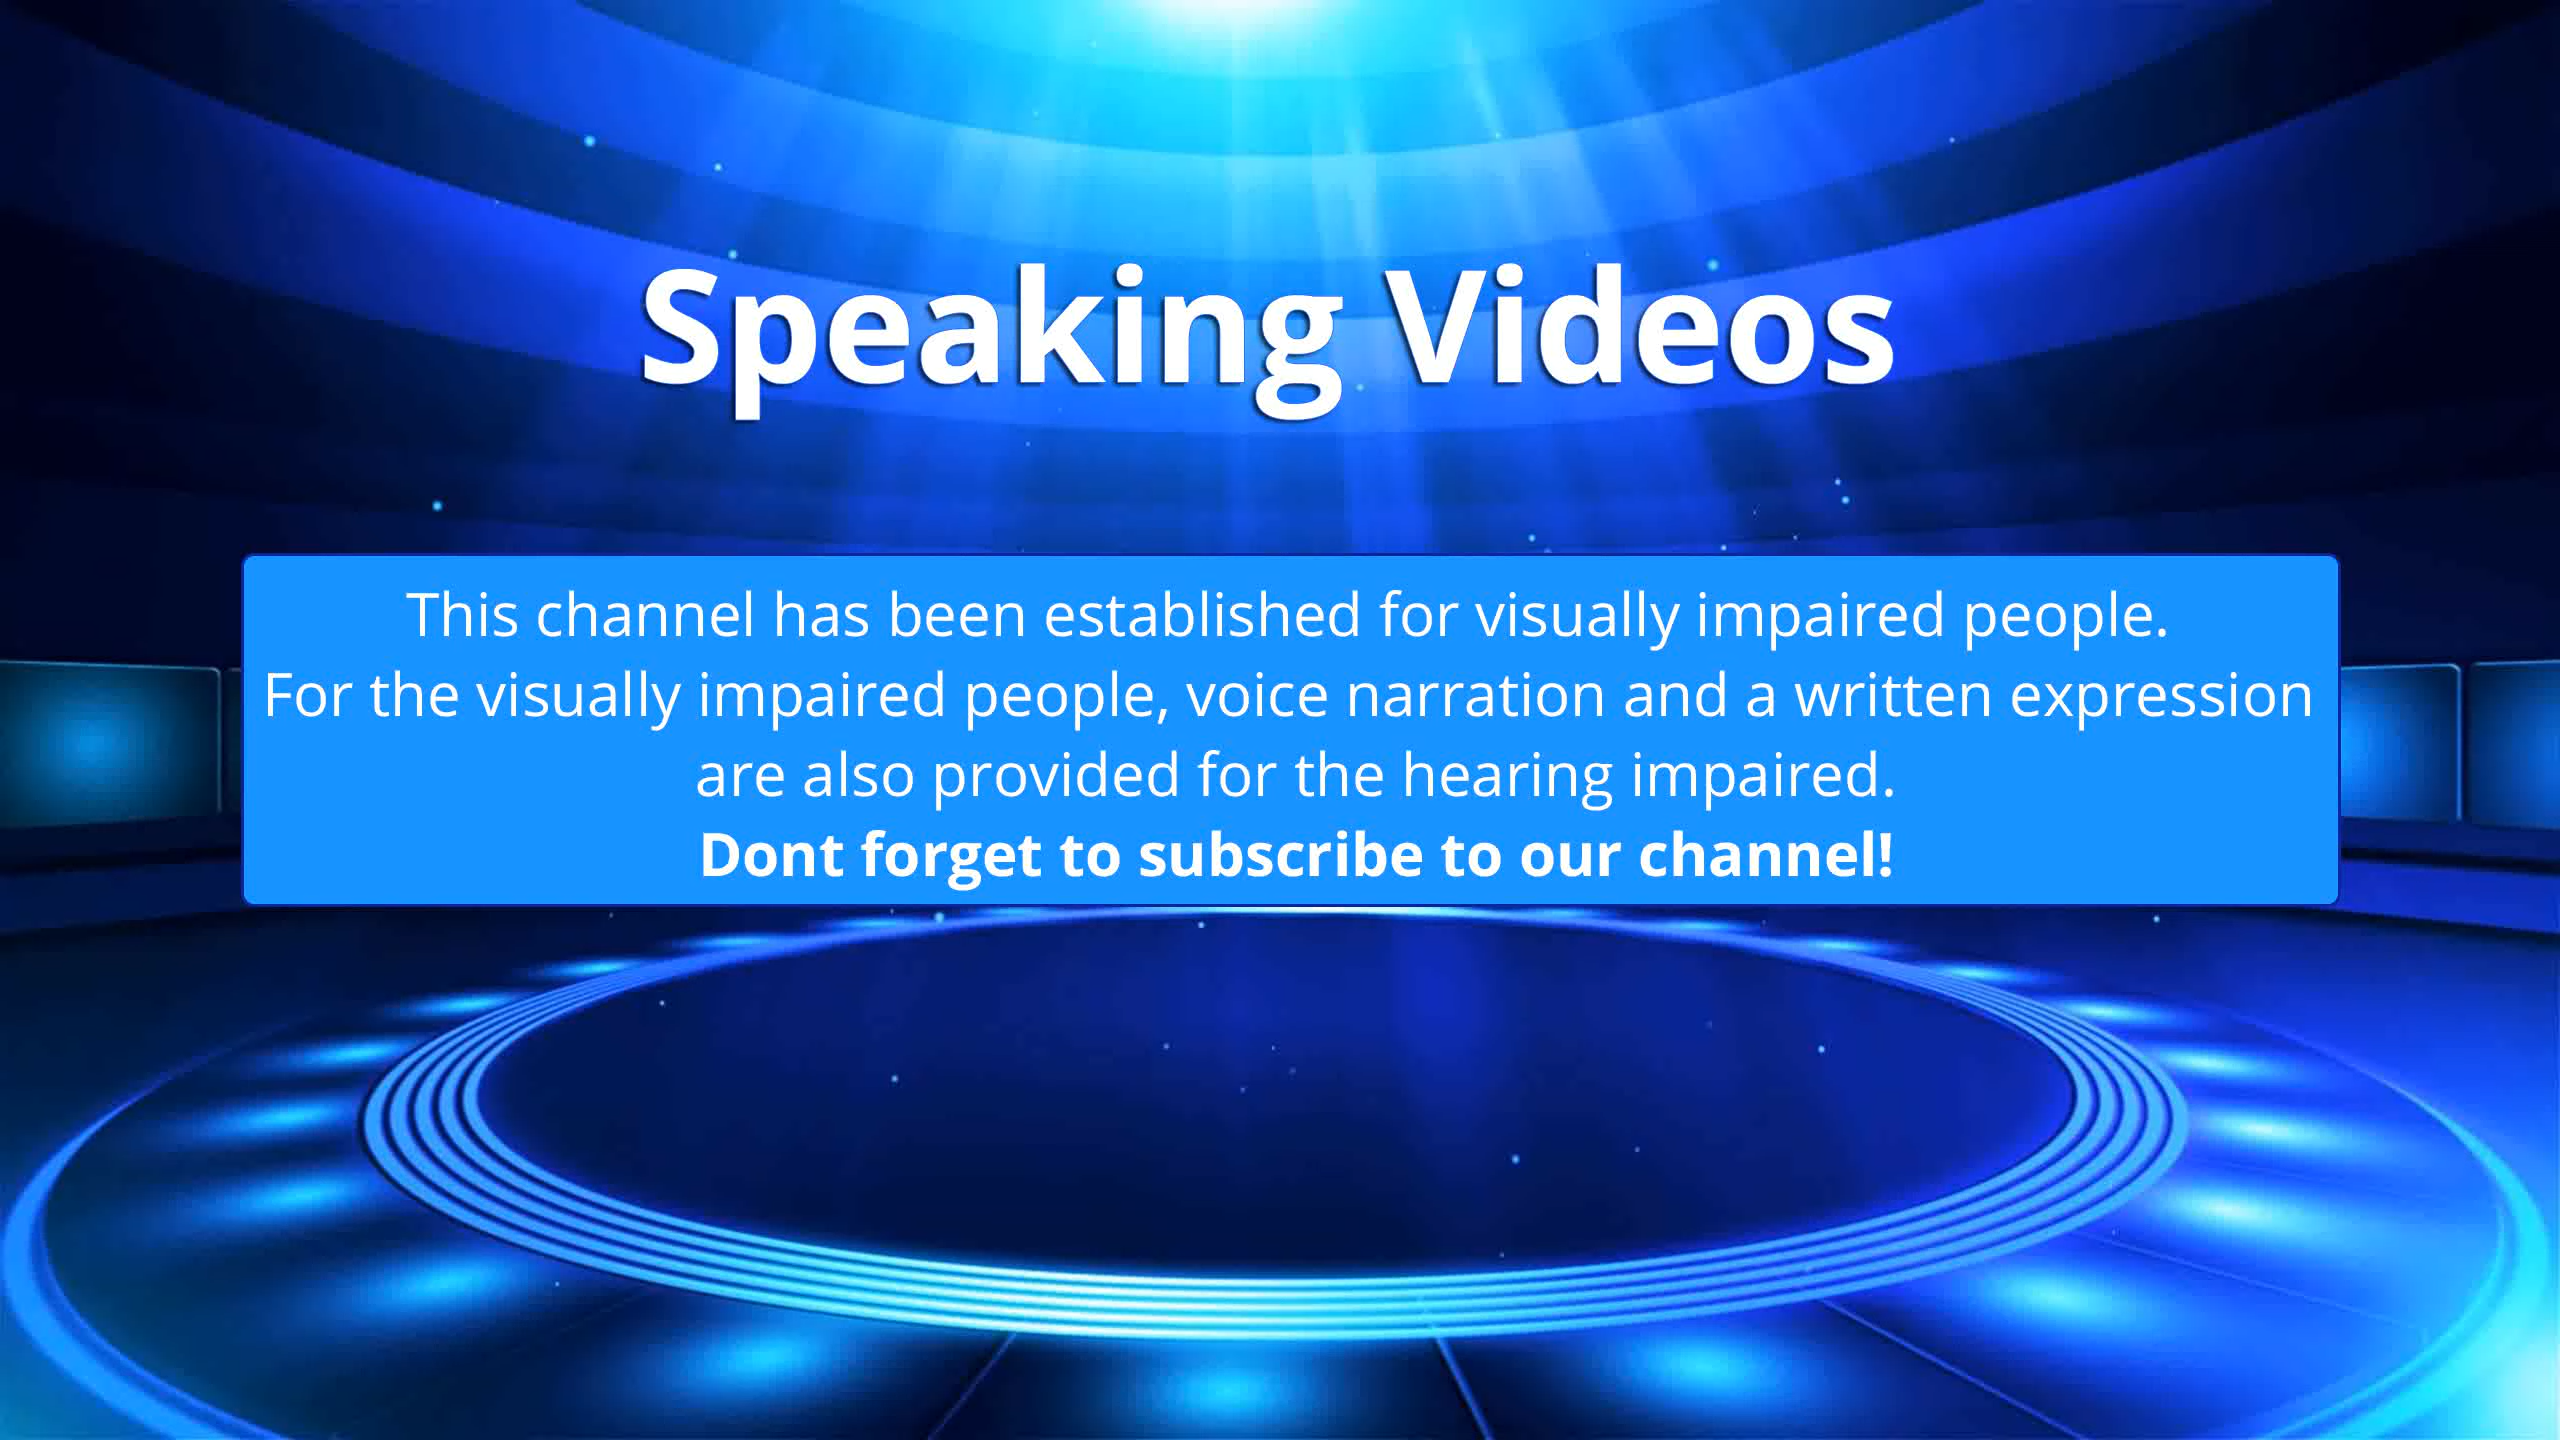 Speaking Videos
This channel has been established for visually impaired people.
For the visually impaired people, voice narration and a written expression
are also provided for the hearing impaired.
Dont forget to subscribe to our channel!